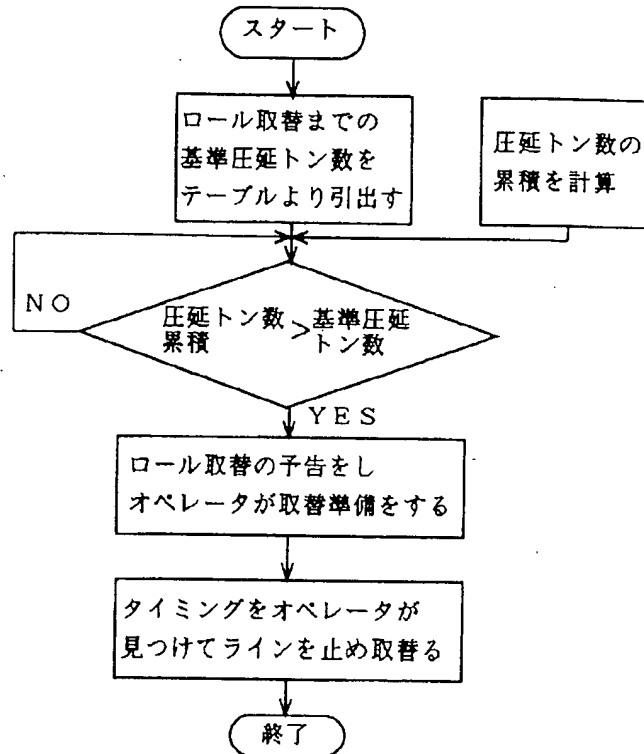 スタート
ロール取替までの
基準圧延トン数を
テーブルより引出す
圧延トン数の
累積を計算
NO
圧延トン数
累積
>
基準圧延
トン数
YES
ロール取替の予告をし
オペレータが取替準備をする
タイミングをオペレータが
見つけてラインを止め取替る
終了